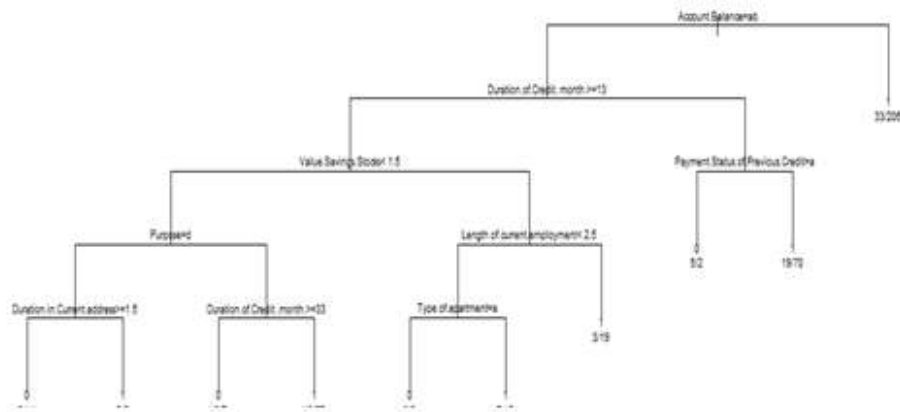 Account Balance=ab
Duration of Credit..month.>=13
33/205
Value Savings Stocks< 1.5
Payment Status of Previous Credit=a
Purpose=d
Length of current employment< 2.5
0
5/2
19/70
Duration in Current address>=1.5
Duration of Credit..month.>=33
Type of apartment=a
3/19
0
1
0
1
0
1